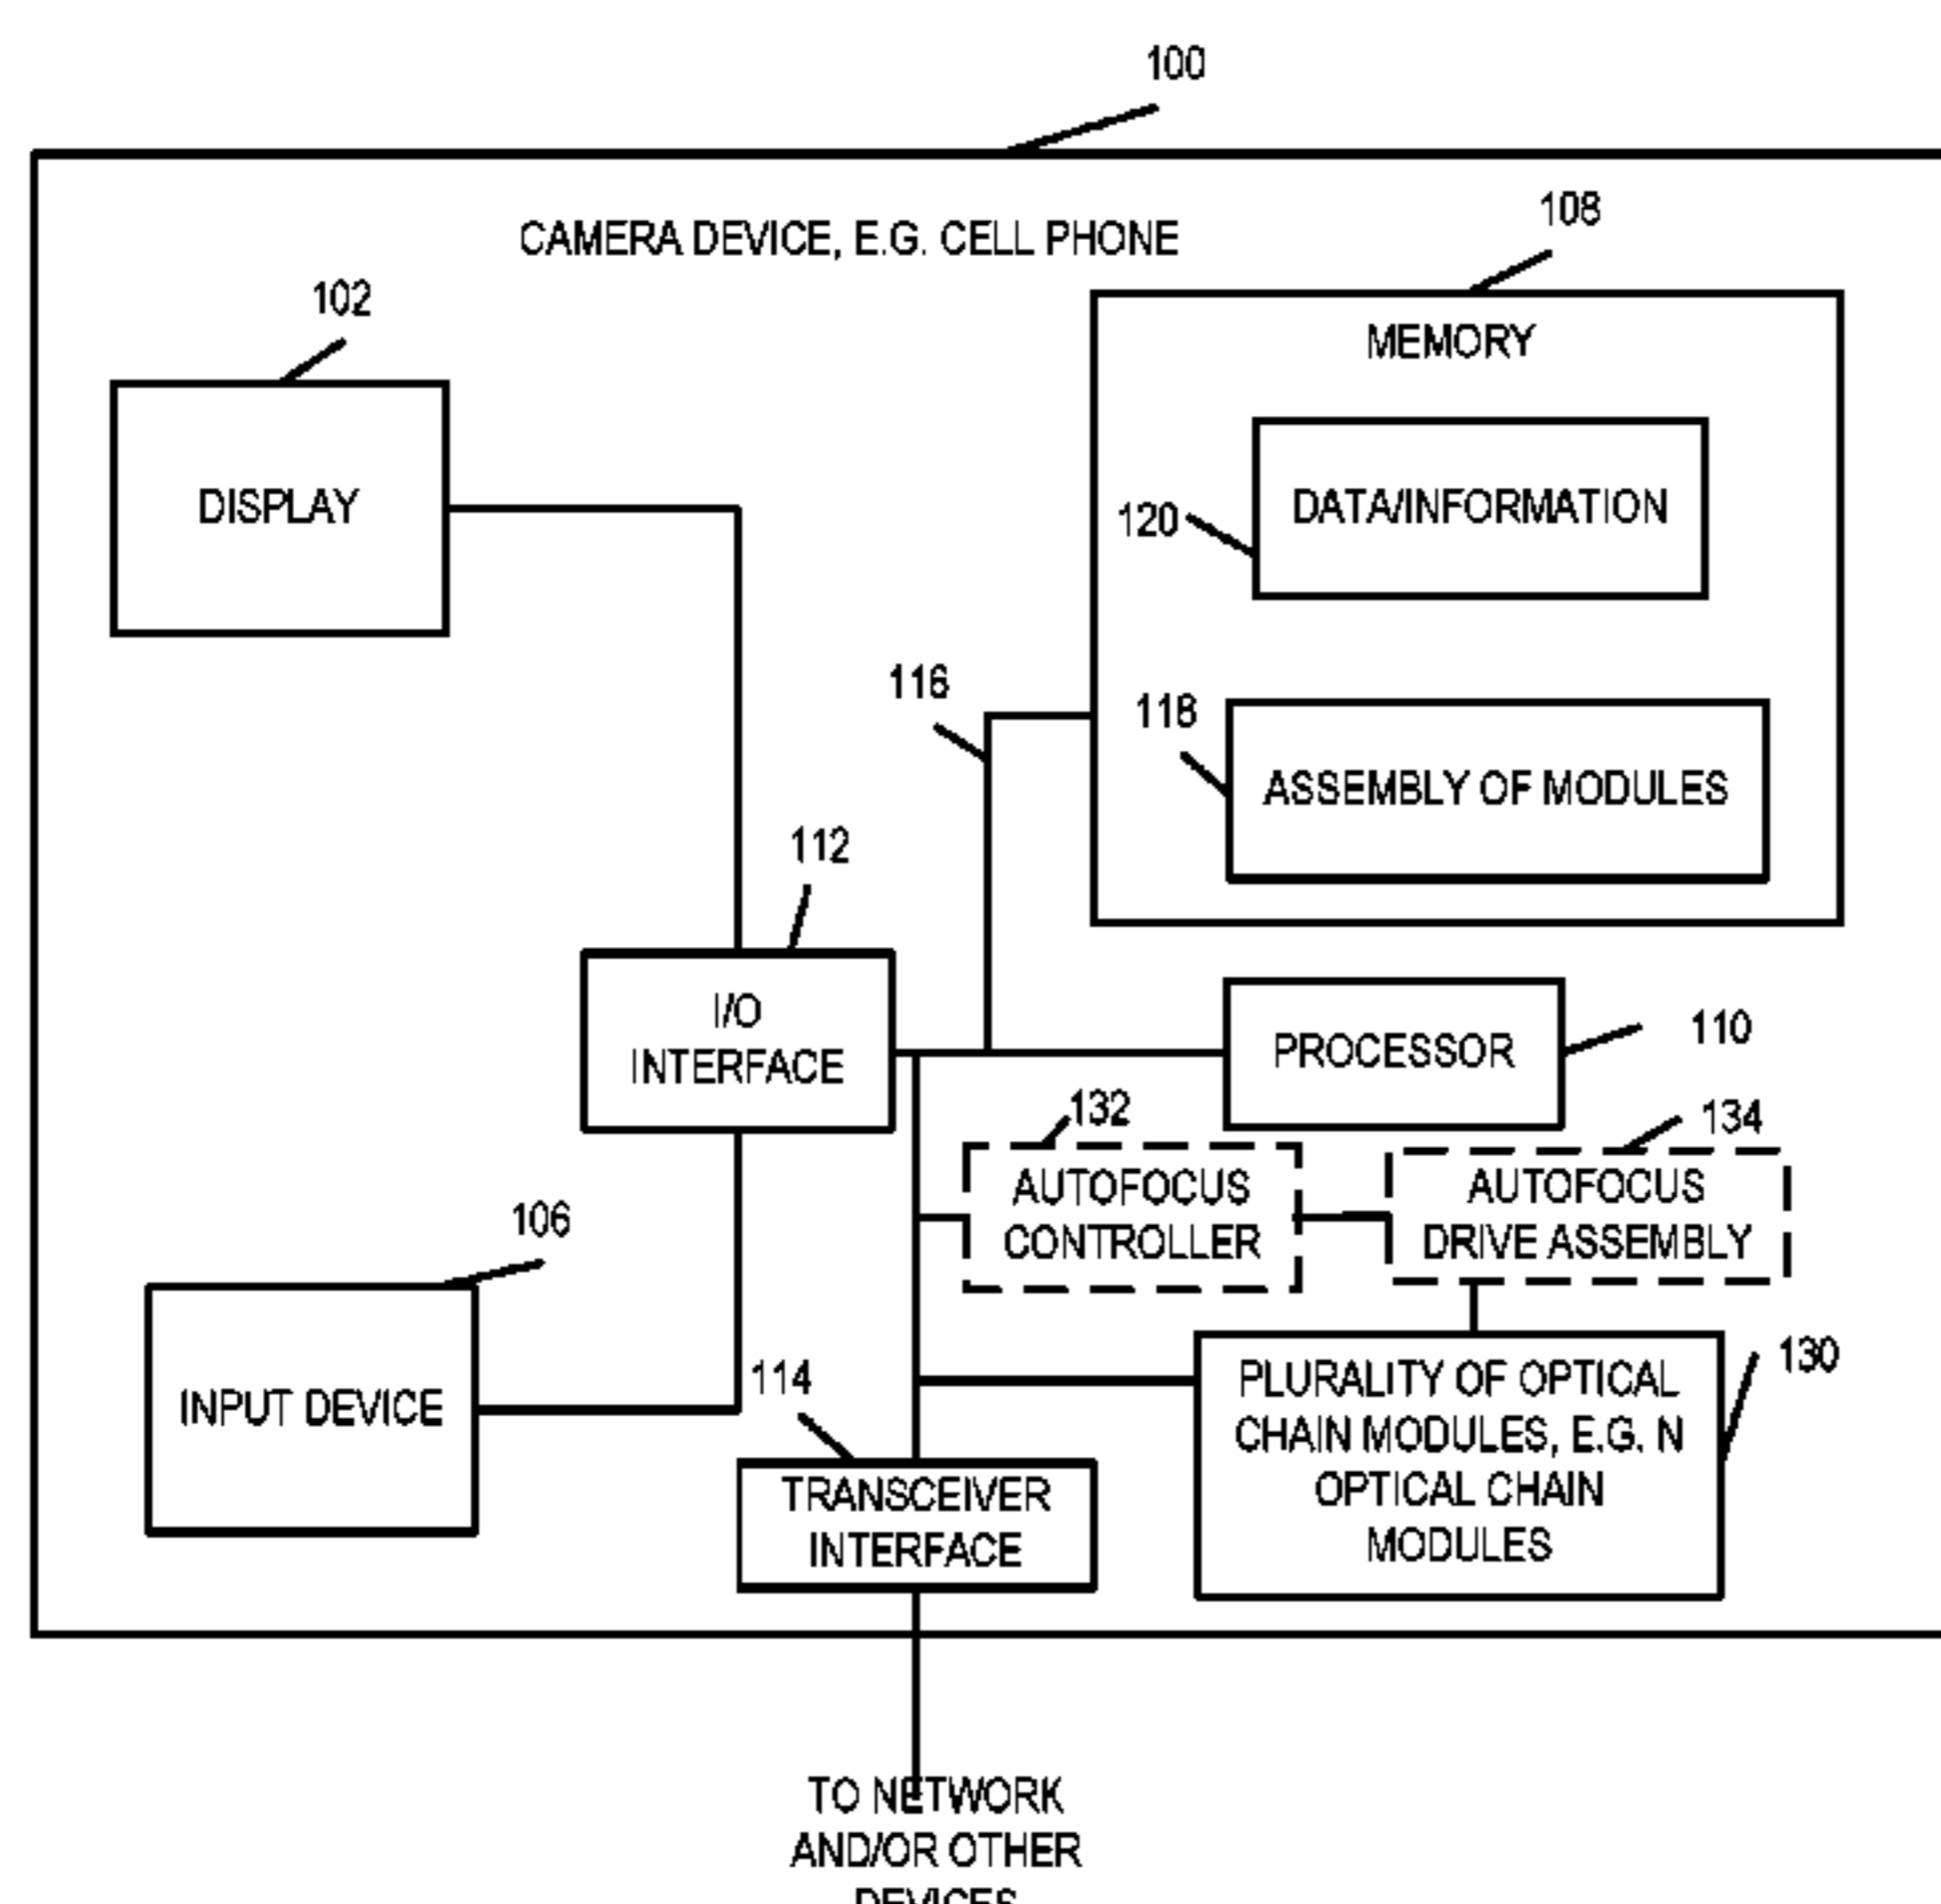 100
CAMERA DEVICE, E.G. CELL PHONE
108
102
MEMORY
DISPLAY
DATA/INFORMATION
120
116
118
ASSEMBLY OF MODULES
112
I/O
INTERFACE
PROCESSOR
110
132
134
AUTOFOCUS
CONTROLLER
AUTOFOCUS
DRIVE ASSEMBLY
106
INPUT DEVICE
114
TRANSCEIVER
INTERFACE
PLURALITY OF OPTICAL
CHAIN MODULES, E.G. N
OPTICAL CHAIN
MODULES
130
TO NETWORK
AND/OR OTHER
DEVICES